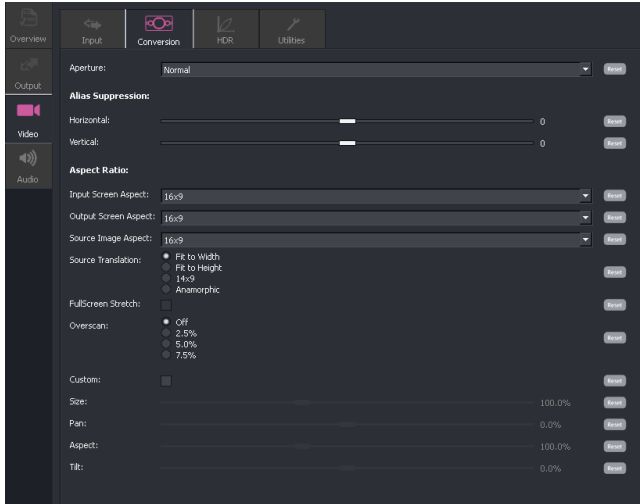 Overview
Output
Video
Audio
Input
Conversion
HDR
Utilities
Aperture: Normal Reset
Alias Suppression:
Horizontal: 0 Reset
Vertical: 0 Reset
Aspect Ratio:
Input Screen Aspect: 16x9 Reset
Output Screen Aspect: 16x9 Reset
Source Image Aspect: 16x9 Reset
Source Translation: Fit to Width
Fit to Height
14x9
Anamorphic
Reset
FullScreen Stretch: Reset
Overscan: Off
2.5%
5.0%
7.5%
Reset
Custom: Reset
Size: 100.0% Reset
Pan: 0.0% Reset
Aspect: 100.0% Reset
Tilt: 0.0% Reset